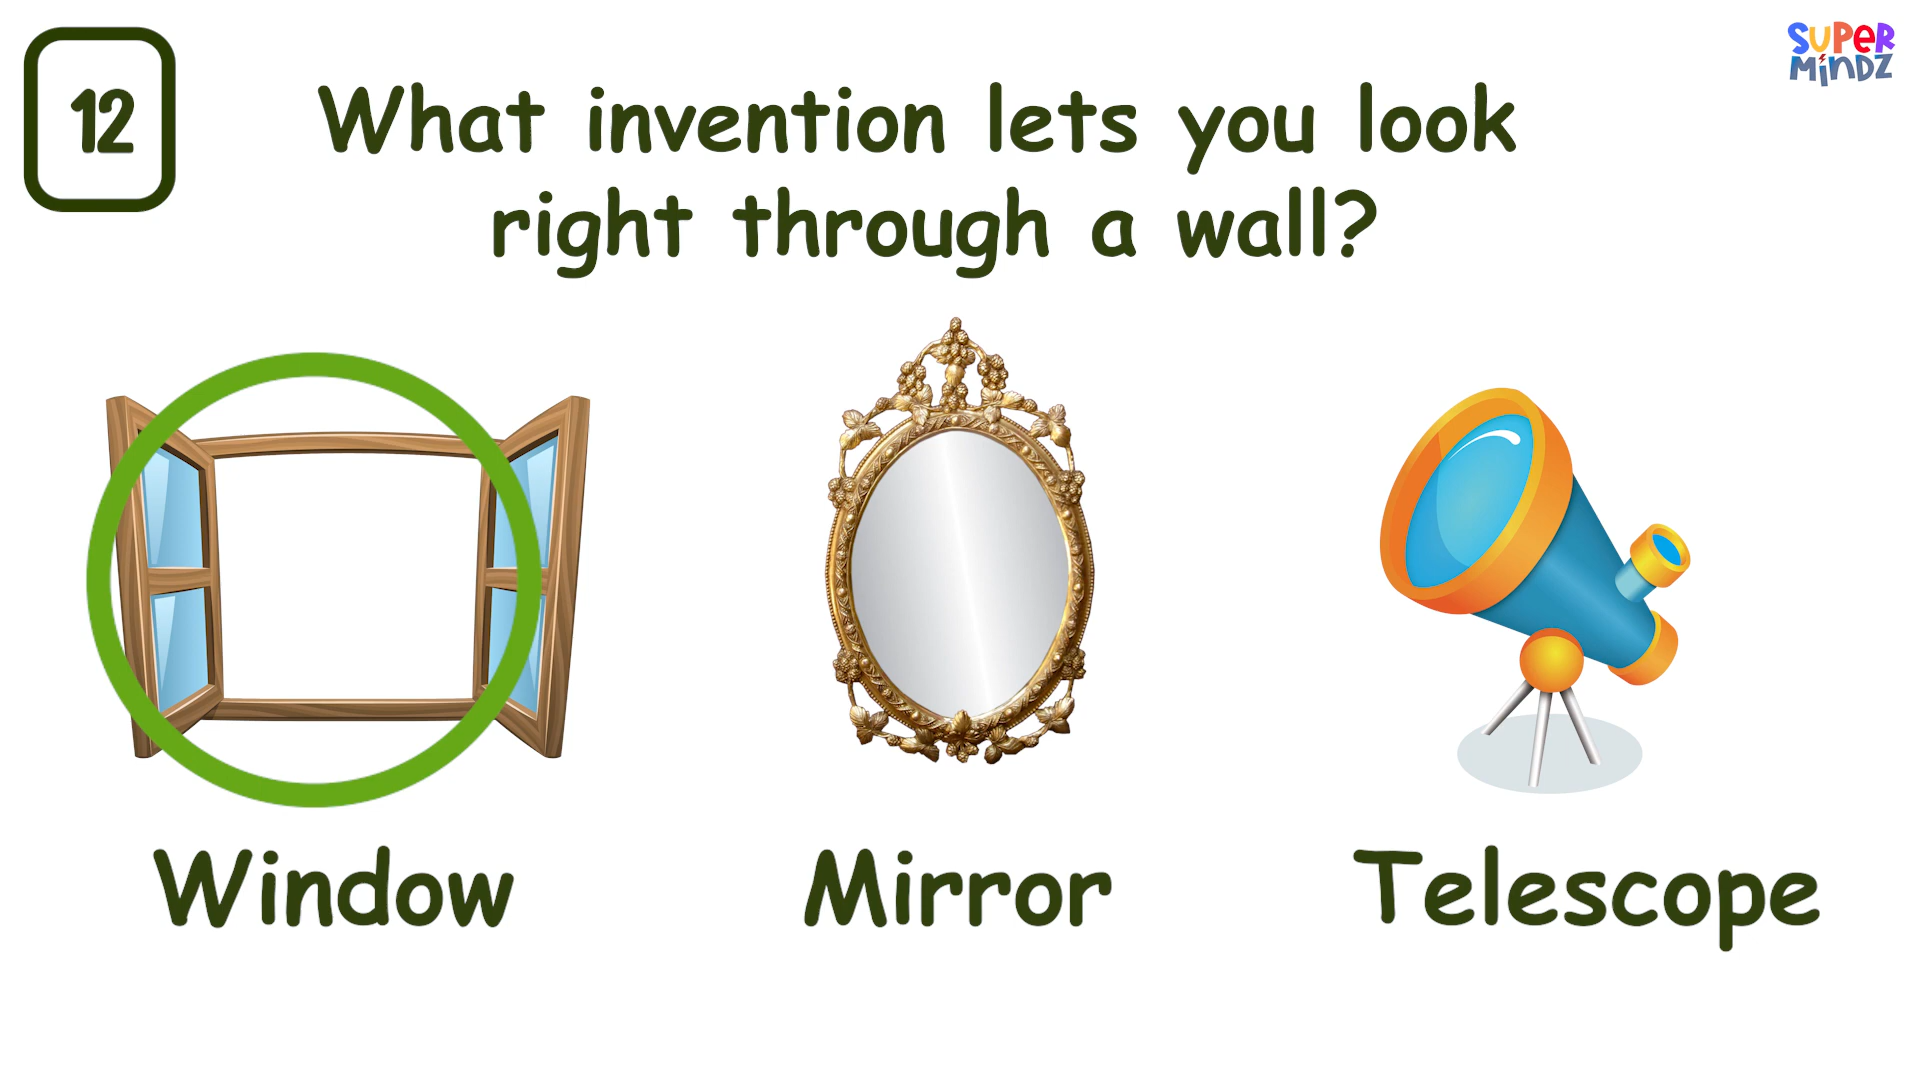 12
SUPER
MINDZ
What invention lets you look
right through a wall?
Window
Mirror
Telescope